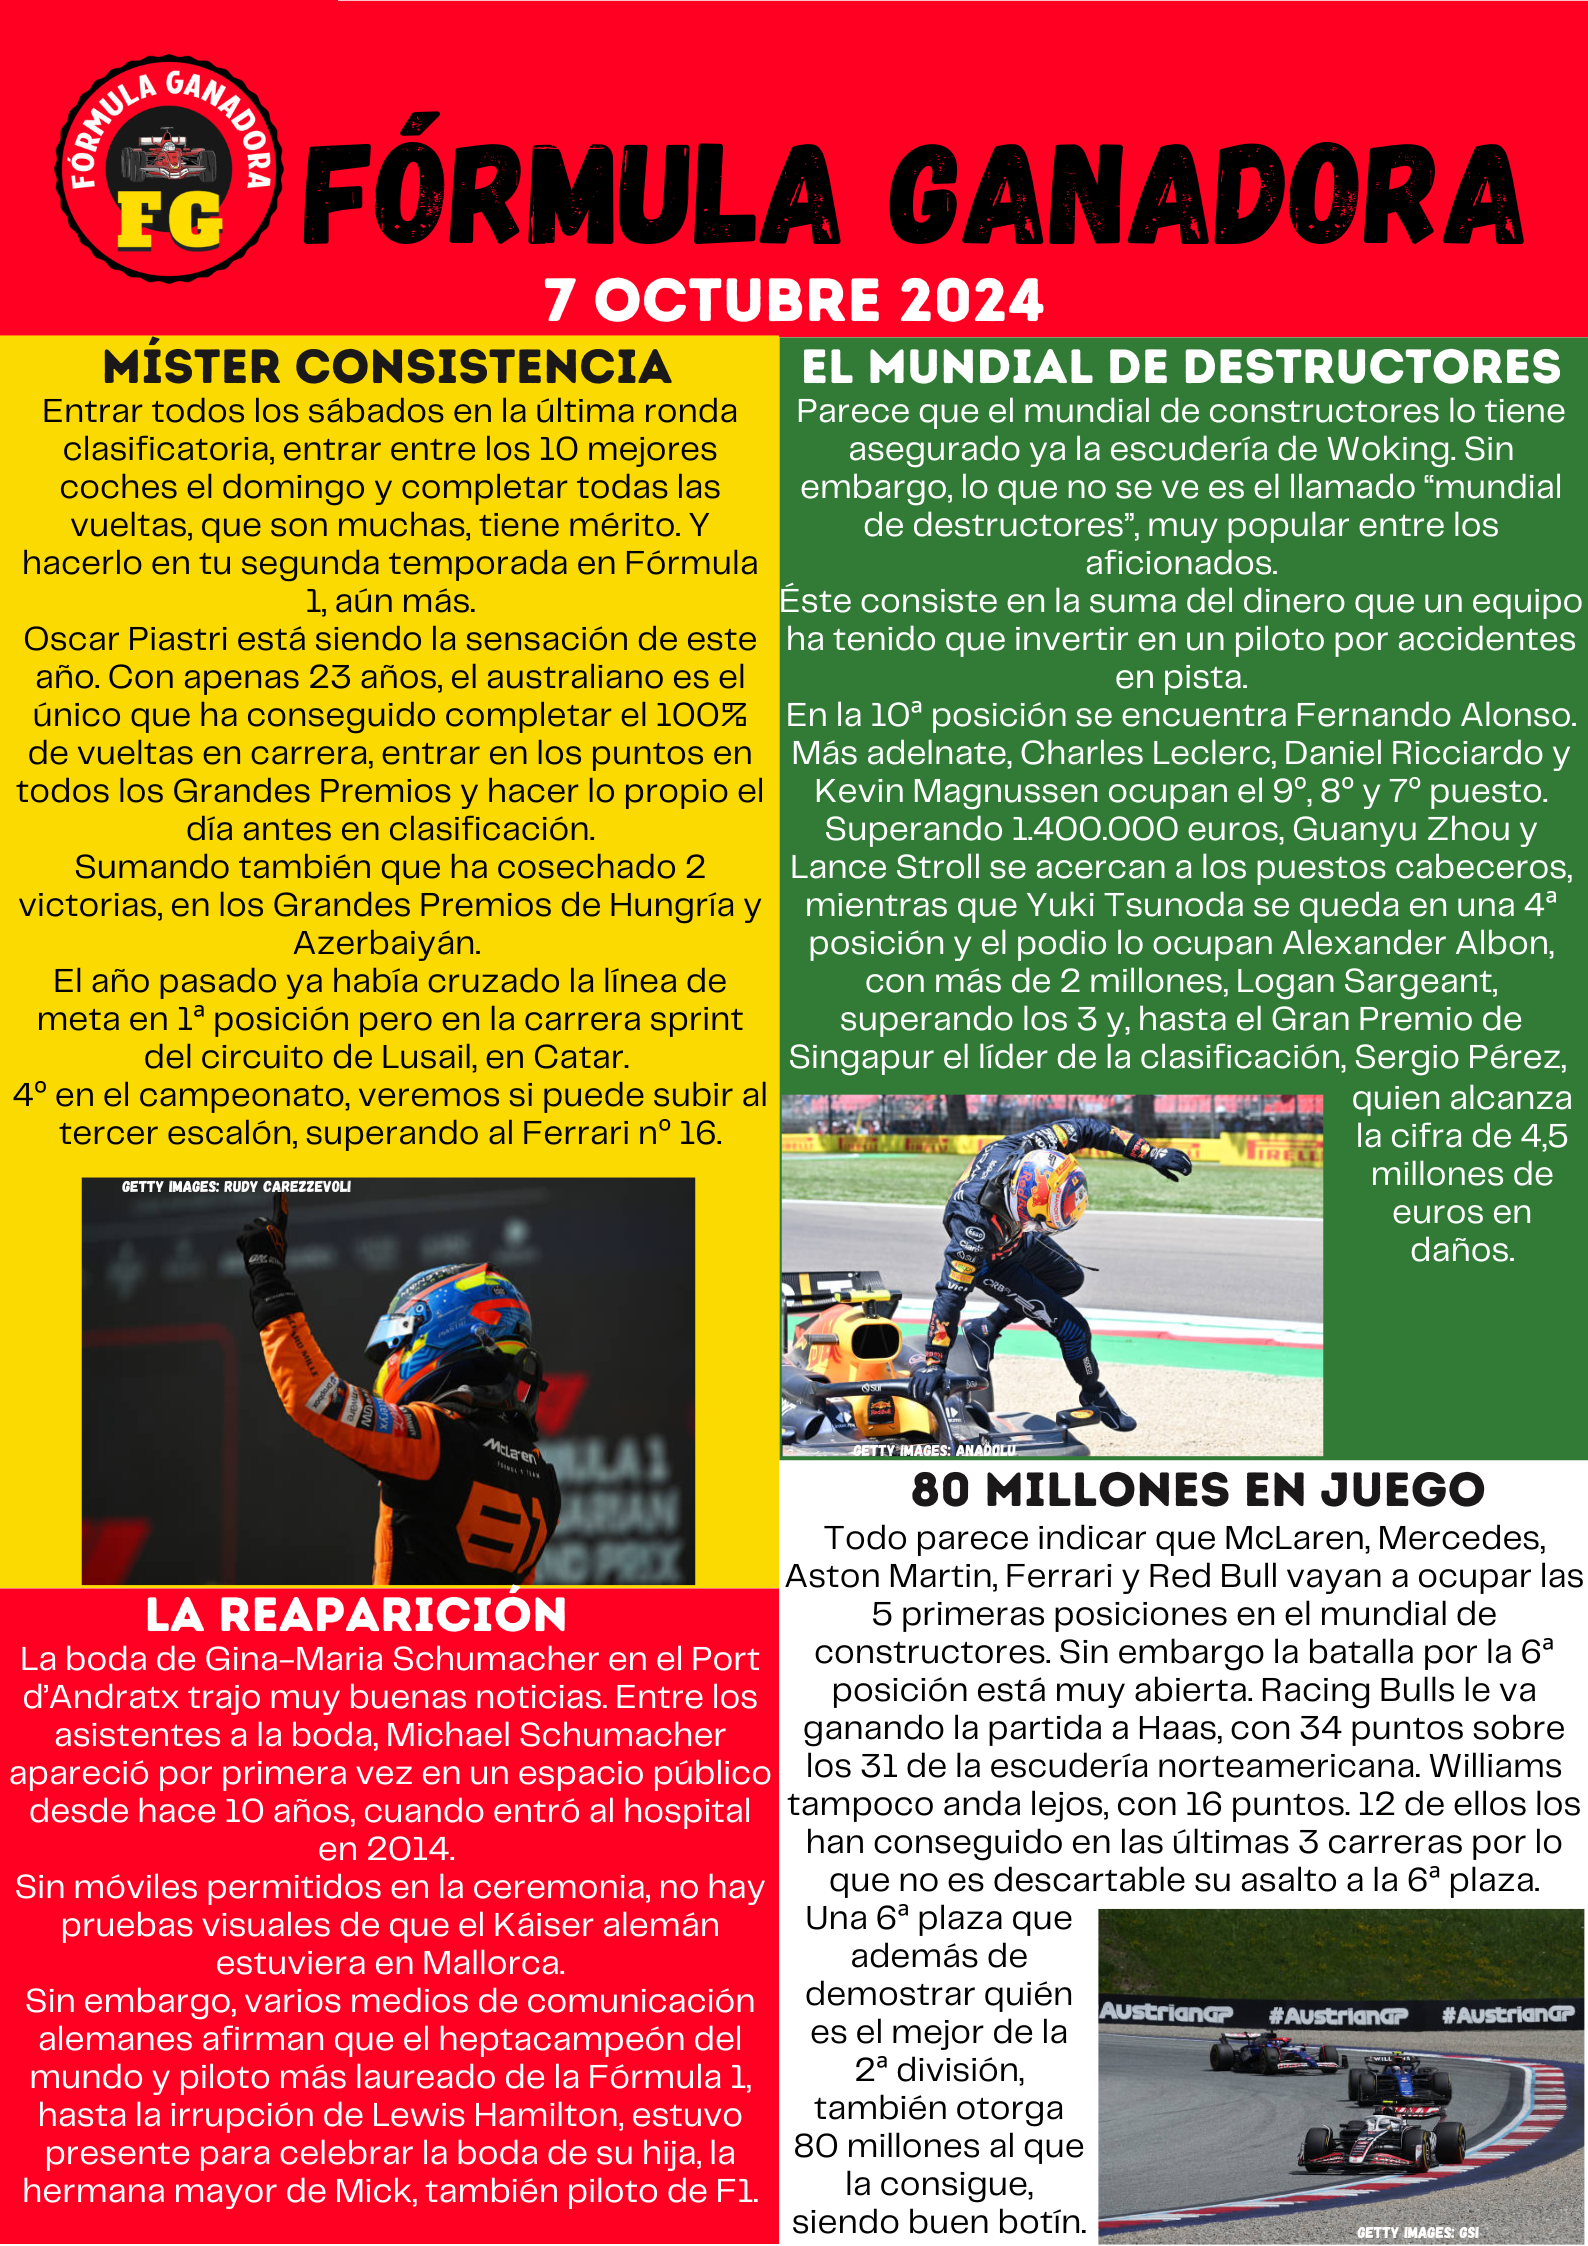 FÓRMULA GANADORA
FG
FÓRMULA GANADORA
7 OCTUBRE 2024
MÍSTER CONSISTENCIA
Entrar todos los sábados en la última ronda
clasificatoria, entrar entre los 10 mejores
coches el domingo y completar todas las
vueltas, que son muchas, tiene mérito. Y
hacerlo en tu segunda temporada en Fórmula
1, aún más.
Oscar Piastri está siendo la sensación de este
año. Con apenas 23 años, el australiano es el
único que ha conseguido completar el 100%
de vueltas en carrera, entrar en los puntos en
todos los Grandes Premios y hacer lo propio el
día antes en clasificación.
Sumando también que ha cosechado 2
victorias, en los Grandes Premios de Hungría y
Azerbaiyán.
El año pasado ya había cruzado la línea de
meta en 1ª posición pero en la carrera sprint
del circuito de Lusail, en Catar.
4º en el campeonato, veremos si puede subir al
tercer escalón, superando al Ferrari nº 16.
GETTY IMAGES: RUDY CAREZZEVOLI
McLaren
81
LA REAPARICIÓN
La boda de Gina-Maria Schumacher en el Port
d’Andratx trajo muy buenas noticias. Entre los
asistentes a la boda, Michael Schumacher
apareció por primera vez en un espacio público
desde hace 10 años, cuando entró al hospital
en 2014.
Sin móviles permitidos en la ceremonia, no hay
pruebas visuales de que el Káiser alemán
estuviera en Mallorca.
Sin embargo, varios medios de comunicación
alemanes afirman que el heptacampeón del
mundo y piloto más laureado de la Fórmula 1,
hasta la irrupción de Lewis Hamilton, estuvo
presente para celebrar la boda de su hija, la
hermana mayor de Mick, también piloto de F1.
EL MUNDIAL DE DESTRUCTORES
Parece que el mundial de constructores lo tiene
asegurado ya la escudería de Woking. Sin
embargo, lo que no se ve es el llamado “mundial
de destructores”, muy popular entre los
aficionados.
Éste consiste en la suma del dinero que un equipo
ha tenido que invertir en un piloto por accidentes
en pista.
En la 10ª posición se encuentra Fernando Alonso.
Más adelnate, Charles Leclerc, Daniel Ricciardo y
Kevin Magnussen ocupan el 9º, 8º y 7º puesto.
Superando 1.400.000 euros, Guanyu Zhou y
Lance Stroll se acercan a los puestos cabeceros,
mientras que Yuki Tsunoda se queda en una 4ª
posición y el podio lo ocupan Alexander Albon,
con más de 2 millones, Logan Sargeant,
superando los 3 y, hasta el Gran Premio de
Singapur el líder de la clasificación, Sergio Pérez,
quien alcanza
la cifra de 4,5
millones de
euros en
daños.
GETTY IMAGES: ANADOLU
80 MILLONES EN JUEGO
Todo parece indicar que McLaren, Mercedes,
Aston Martin, Ferrari y Red Bull vayan a ocupar las
5 primeras posiciones en el mundial de
constructores. Sin embargo la batalla por la 6ª
posición está muy abierta. Racing Bulls le va
ganando la partida a Haas, con 34 puntos sobre
los 31 de la escudería norteamericana. Williams
tampoco anda lejos, con 16 puntos. 12 de ellos los
han conseguido en las últimas 3 carreras por lo
que no es descartable su asalto a la 6ª plaza.
Una 6ª plaza que
además de
demostrar quién
es el mejor de la
2ª división,
también otorga
80 millones al que
la consigue,
siendo buen botín.
AustrianGP #AustrianGP #AustrianGP
GETTY IMAGES: GSI